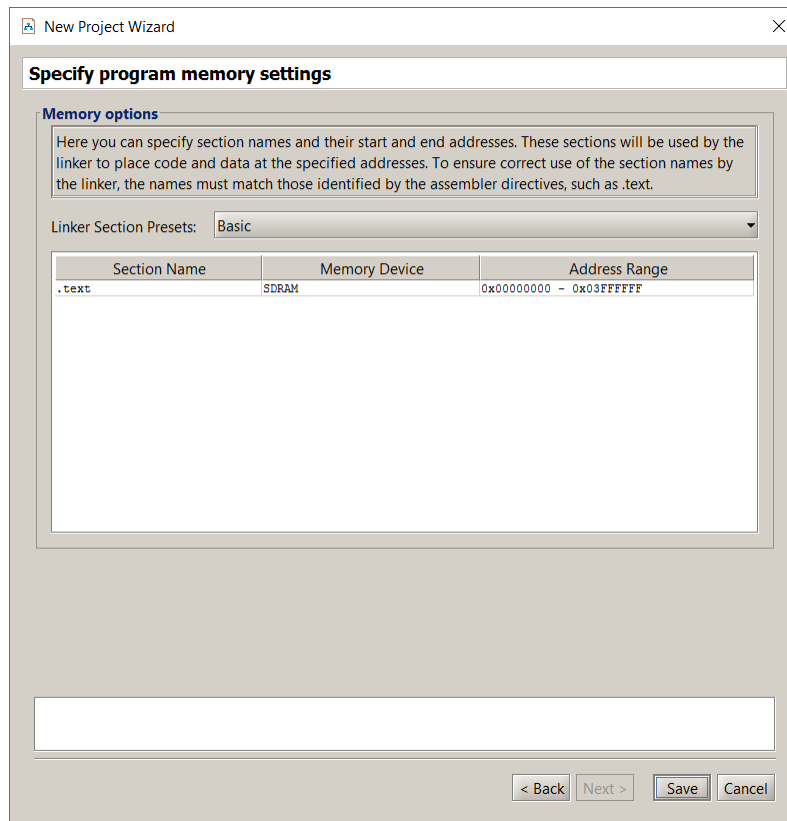 New Project Wizard
Specify program memory settings
Memory options
Here you can specify section names and their start and end addresses. These sections will be used by the
linker to place code and data at the specified addresses. To ensure correct use of the section names by
the linker, the names must match those identified by the assembler directives, such as .text.
Linker Section Presets: Basic
Section Name Memory Device Address Range
.text SDRAM 0x00000000 - 0x03FFFFFF
< Back Next > Save Cancel